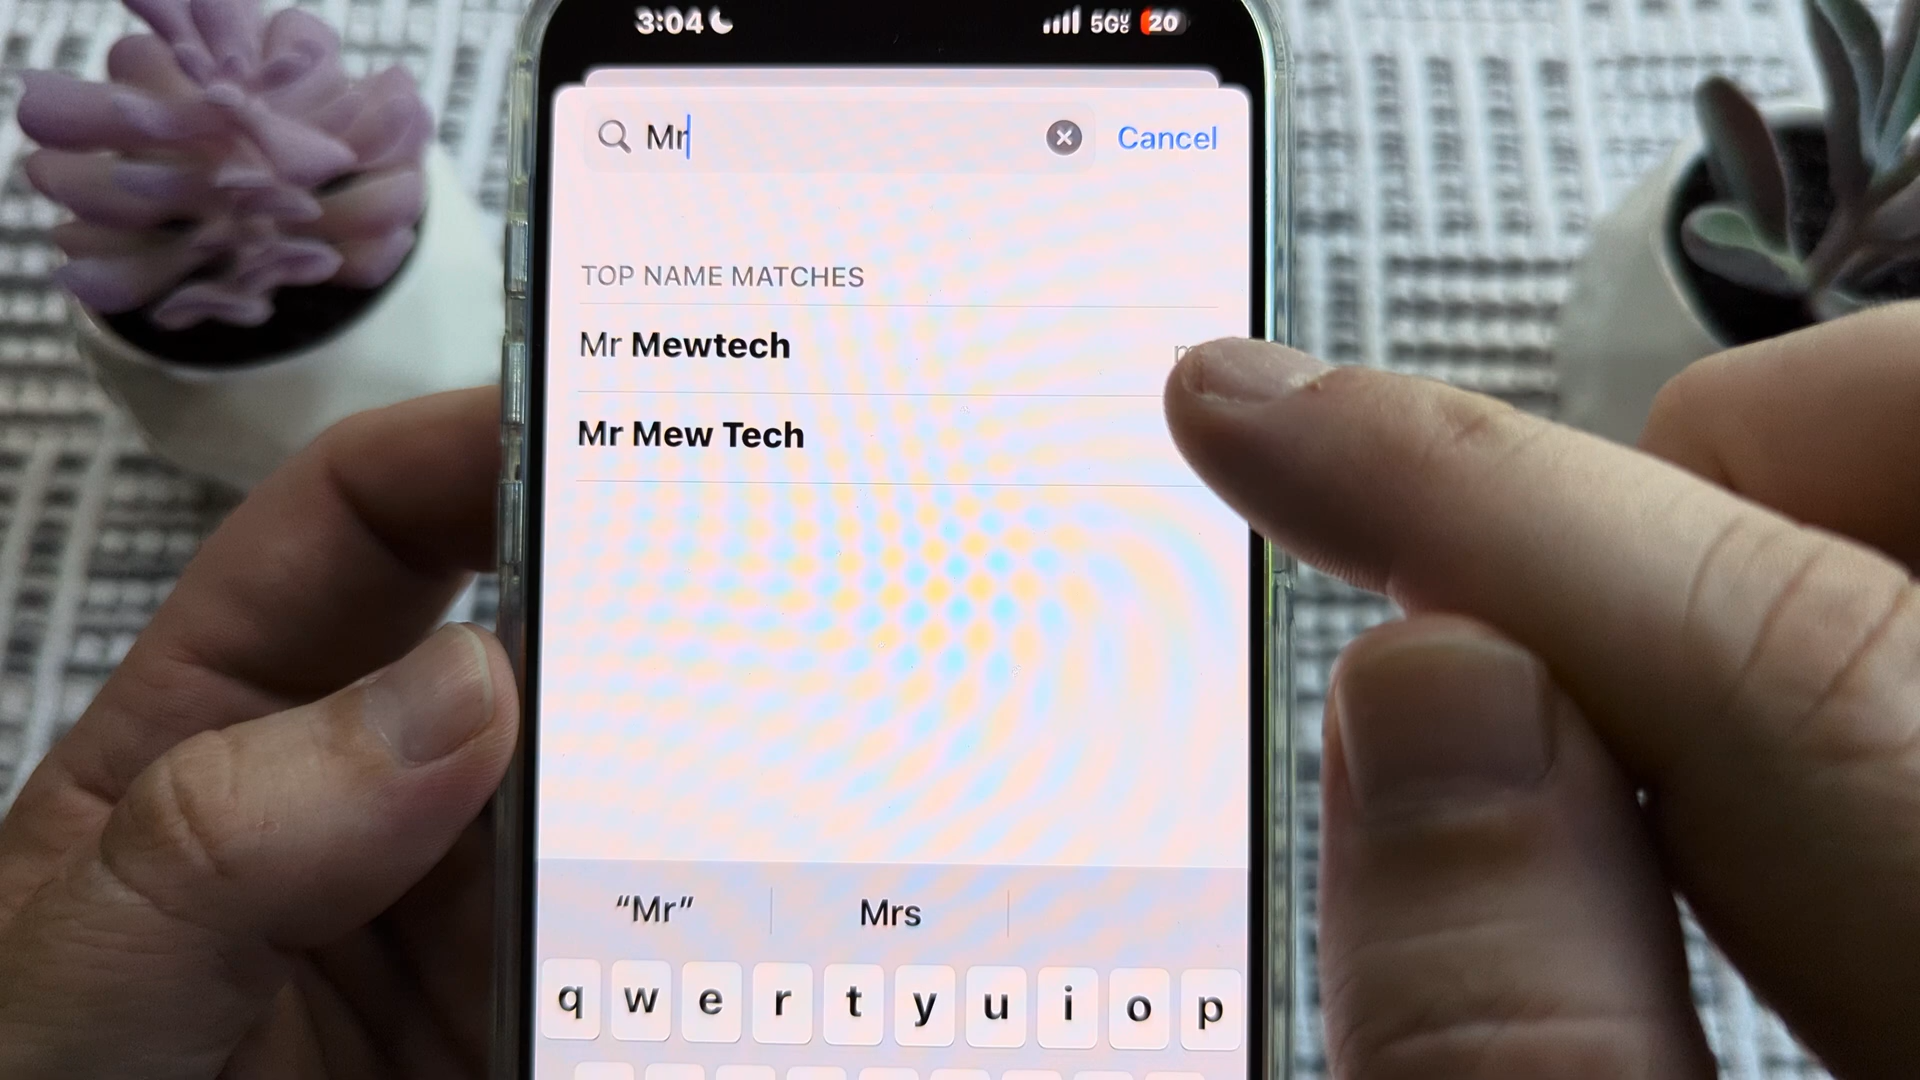 3:04 5G 20
Mr Cancel
TOP NAME MATCHES
Mr Mewtech
Mr Mew Tech
“Mr” Mrs
q w e r t y u i o p